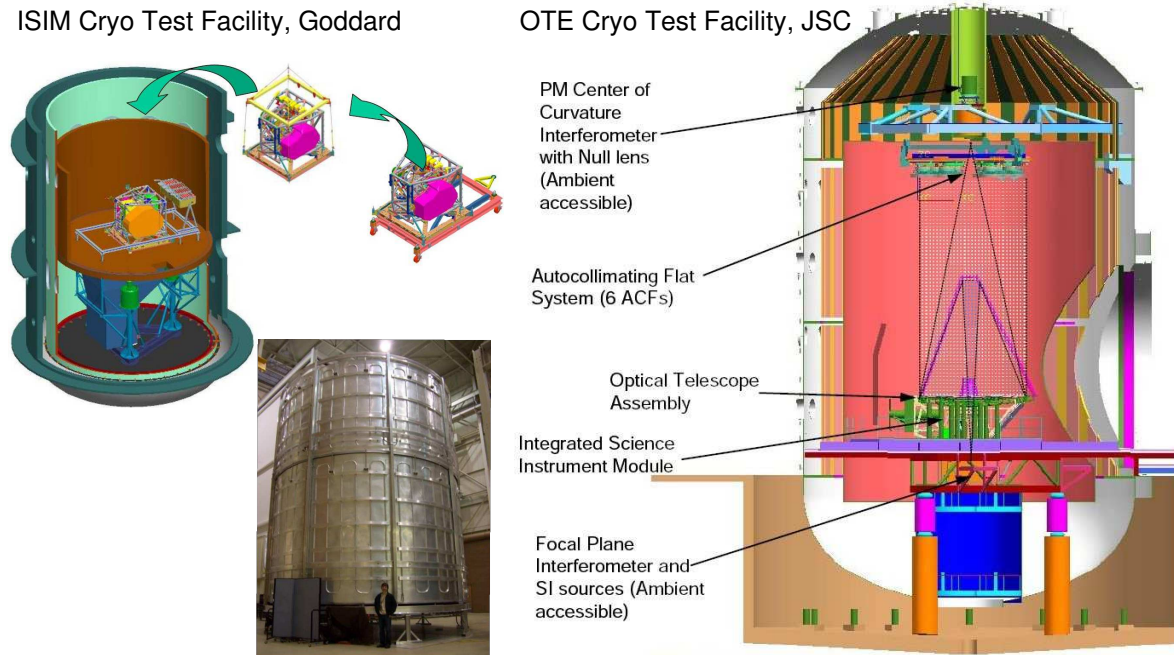 ISIM Cryo Test Facility, Goddard
OTE Cryo Test Facility, JSC
PM Center of
Curvature
Interferometer
with Null lens
(Ambient
accessible)
Autocollimating Flat
System (6 ACFs)
Optical Telescope
Assembly
Integrated Science
Instrument Module
Focal Plane
Interferometer and
SI sources (Ambient
accessible)